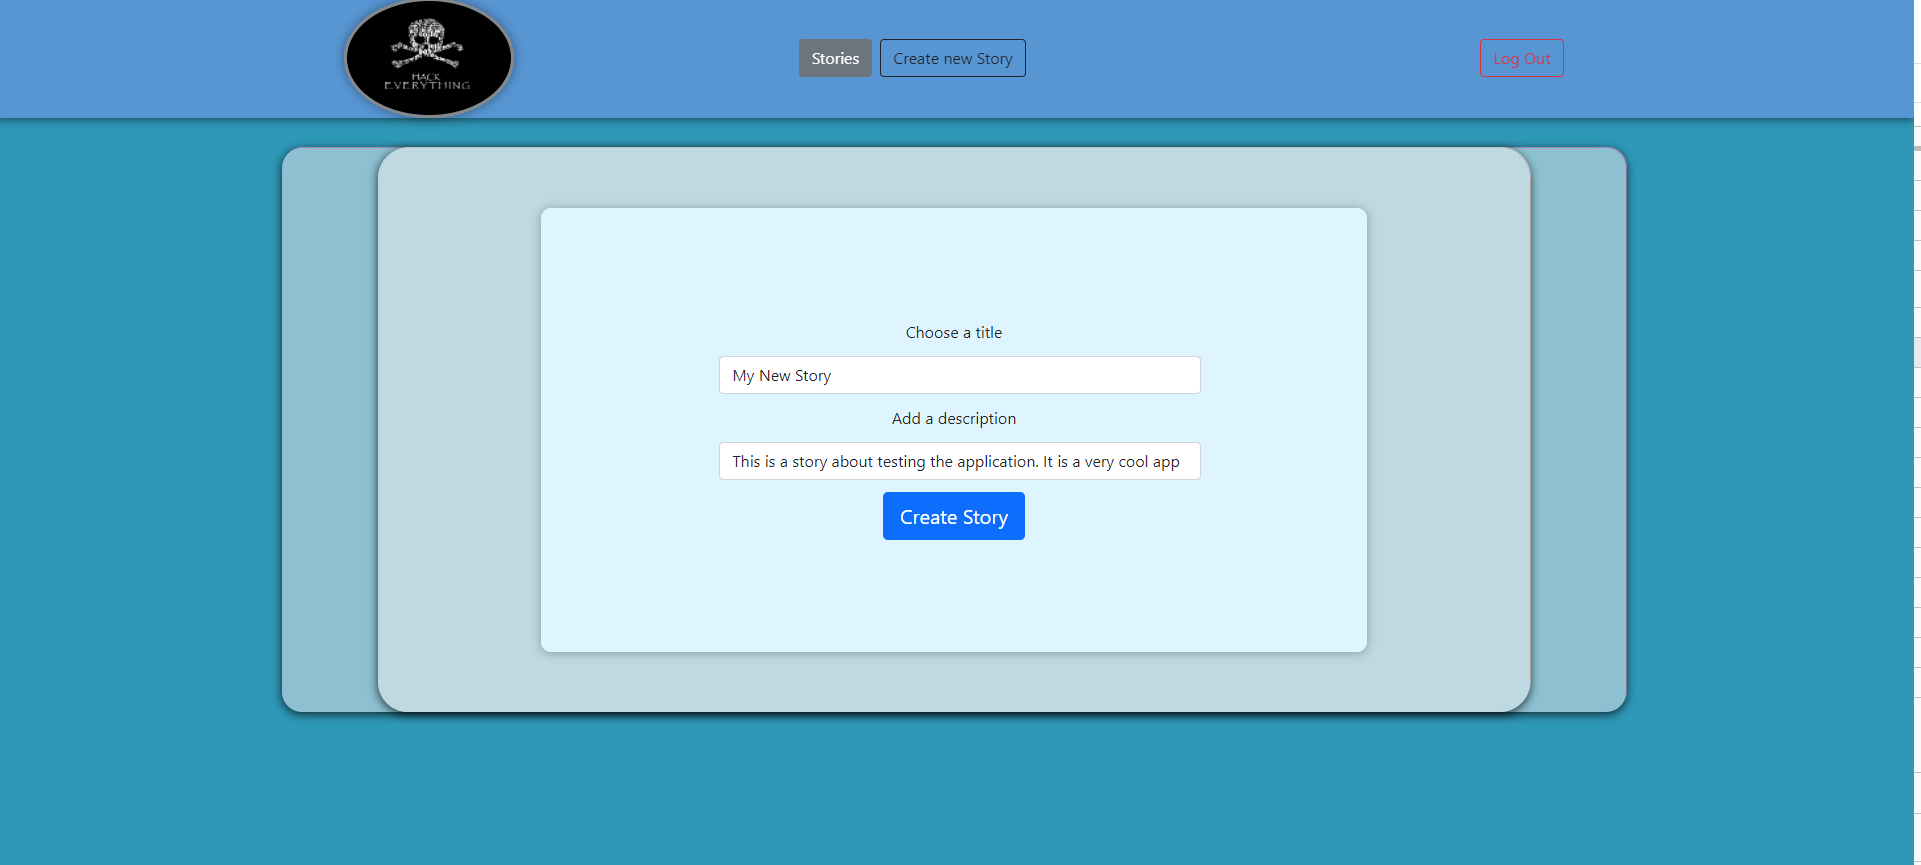 HACK
EVERYTHING
Stories
Create new Story
Log Out
Choose a title
My New Story
Add a description
This is a story about testing the application. It is a very cool app
Create Story